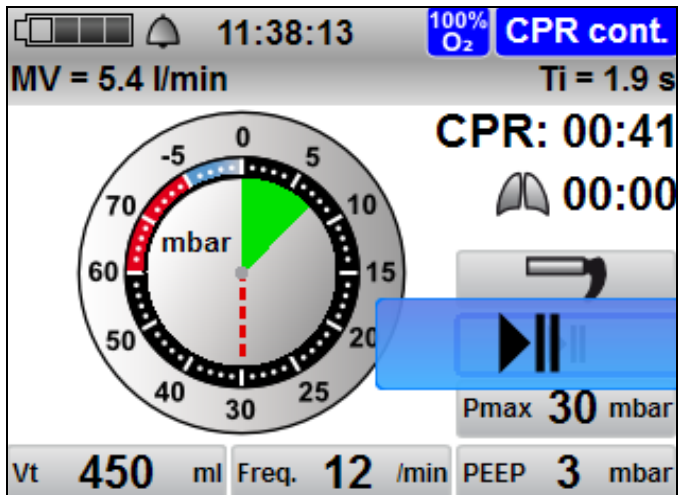 11:38:13 100% O₂ CPR cont.
MV = 5.4 l/min Ti = 1.9 s
CPR: 00:41
00:00
-5 0 5 10 15 20 25 30 40 50 60 70
mbar
Pmax 30 mbar
Vt 450 ml Freq. 12 /min PEEP 3 mbar